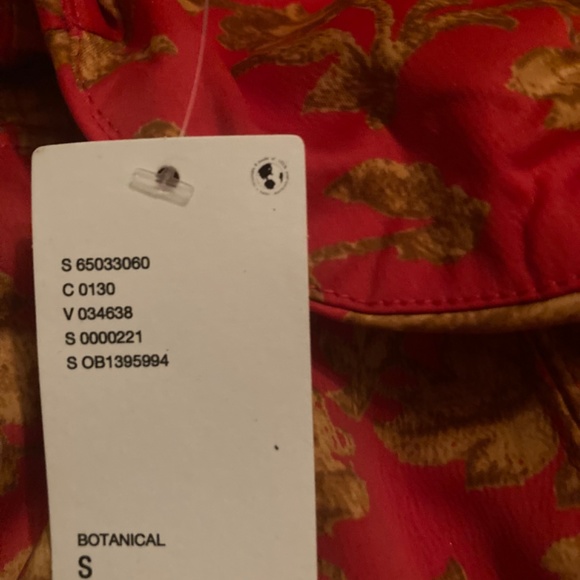 S 65033060
C 0130
V 034638
S 0000221
S OB1395994
BOTANICAL
S